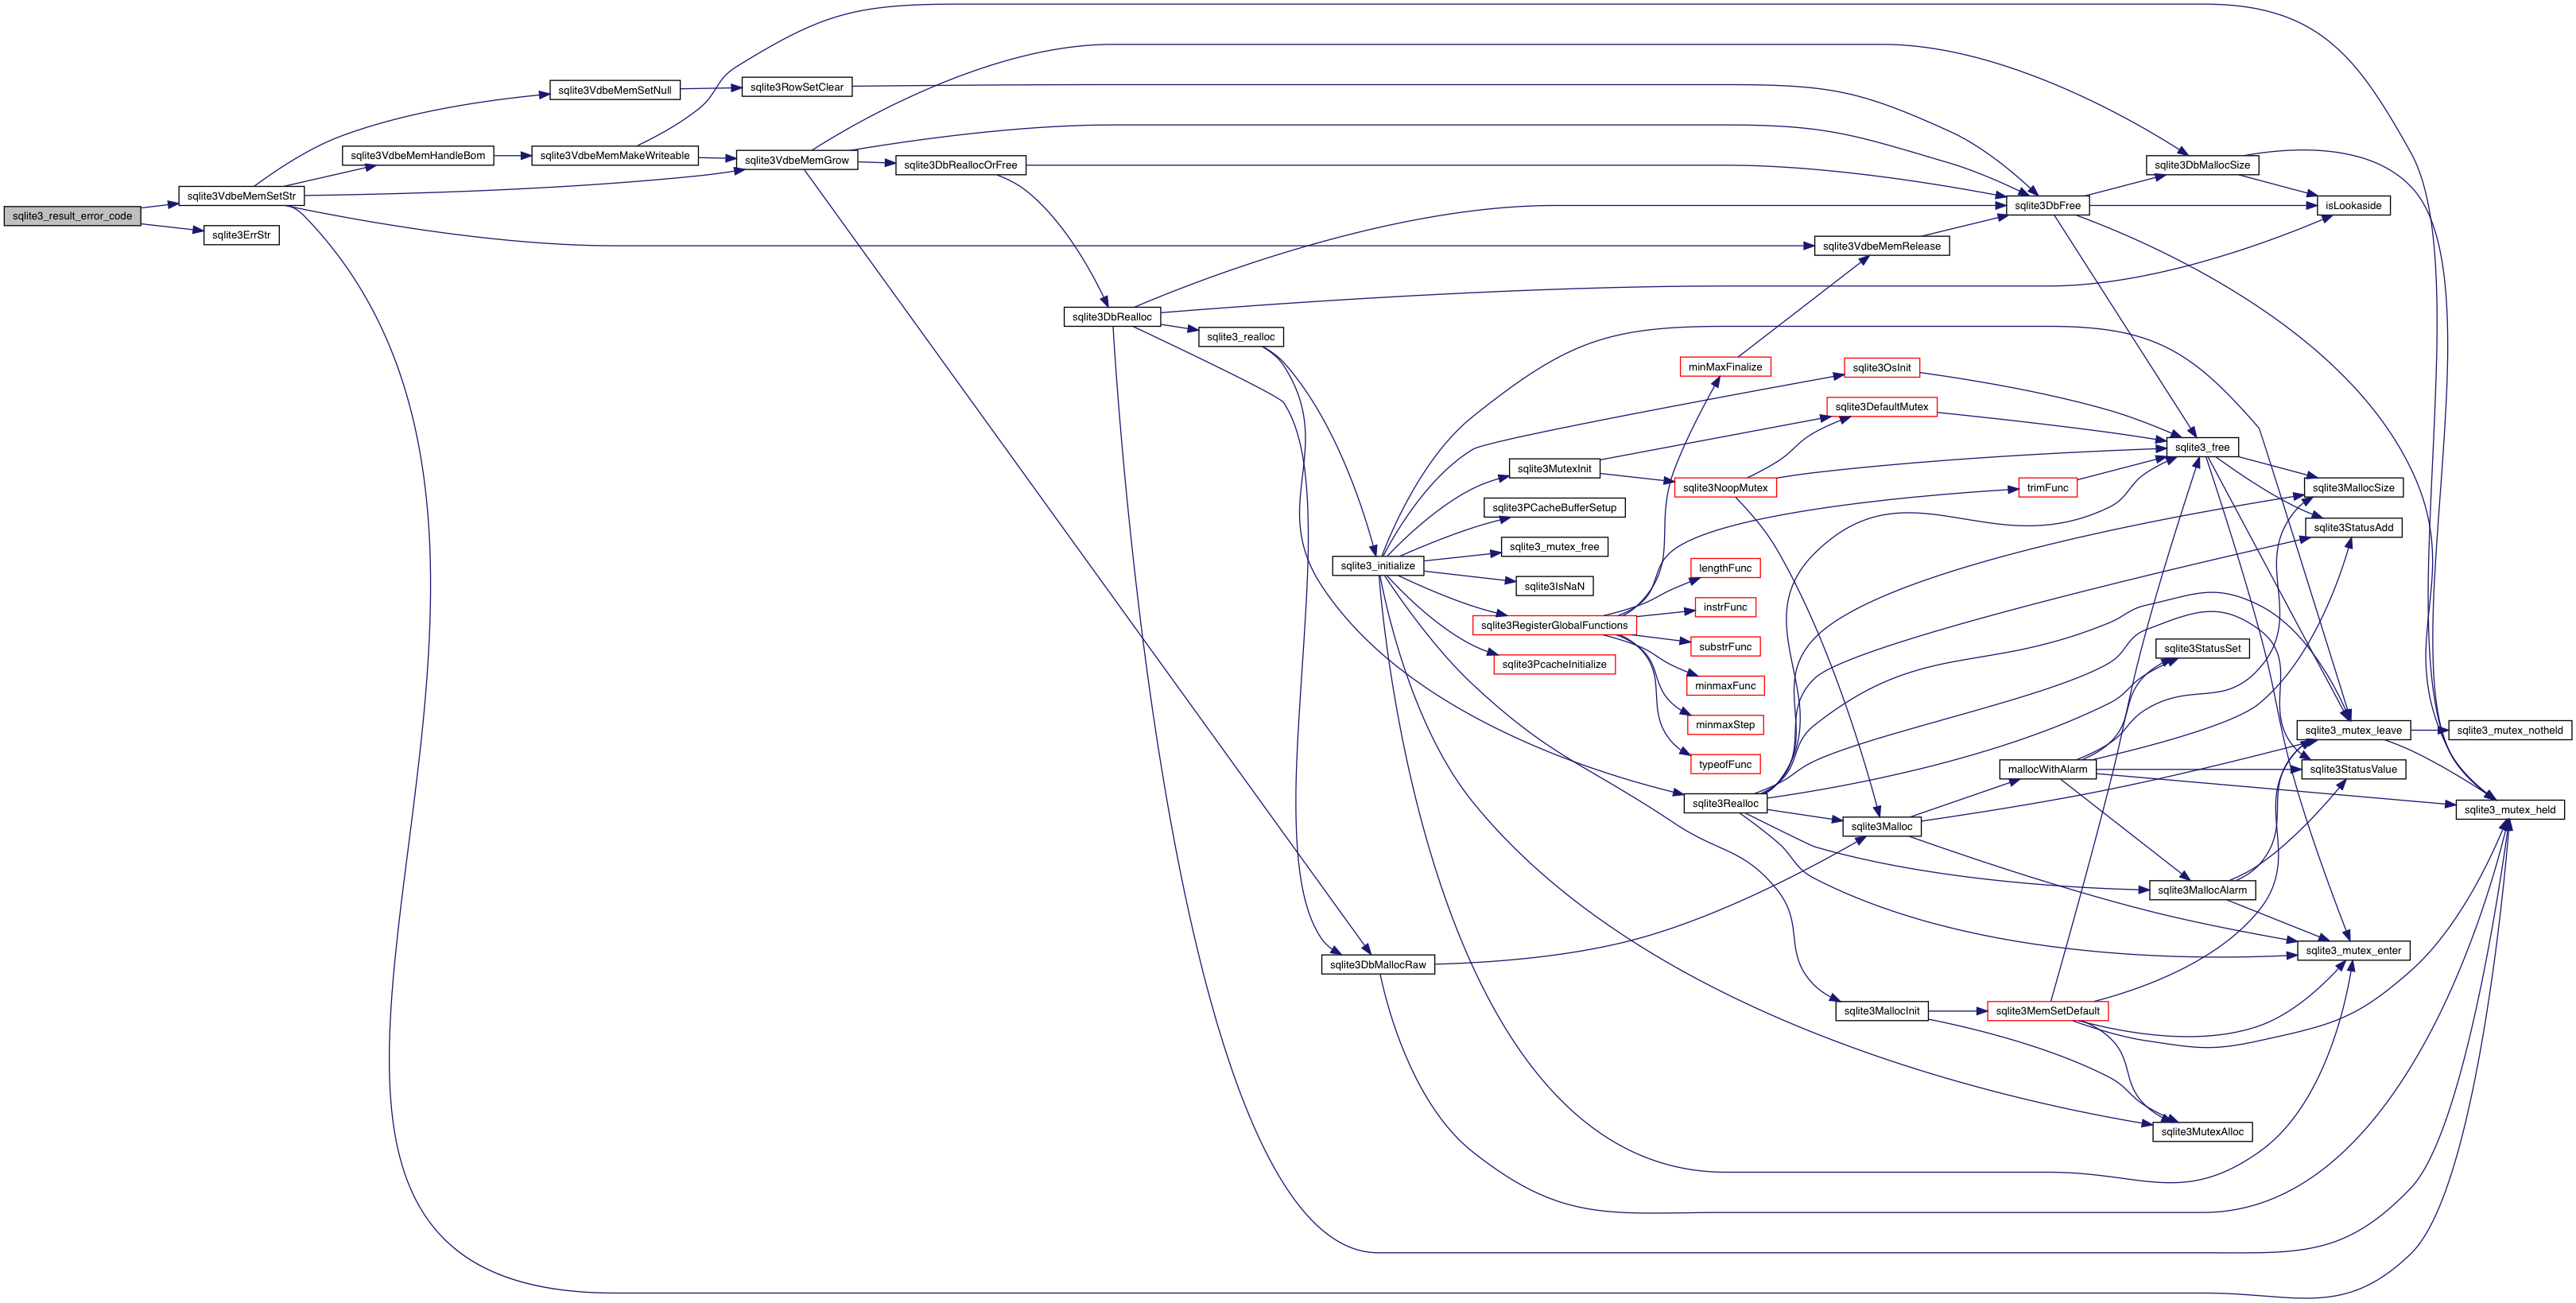 sqlite3_result_error_code
sqlite3VdbeMemSetStr
sqlite3ErrStr
sqlite3VdbeMemHandleBom
sqlite3VdbeMemSetNull
sqlite3VdbeMemMakeWriteable
sqlite3RowSetClear
sqlite3VdbeMemGrow
sqlite3DbReallocOrFree
sqlite3DbRealloc
sqlite3_realloc
sqlite3_initialize
sqlite3DbMallocRaw
sqlite3MutexInit
sqlite3PCacheBufferSetup
sqlite3_mutex_free
sqlite3IsNaN
sqlite3RegisterGlobalFunctions
sqlite3PcacheInitialize
minMaxFinalize
sqlite3NoopMutex
lengthFunc
instrFunc
substrFunc
minmaxFunc
minmaxStep
typeofFunc
sqlite3Realloc
sqlite3VdbeMemRelease
sqlite3OsInit
sqlite3DefaultMutex
sqlite3Malloc
sqlite3MallocInit
sqlite3DbFree
trimFunc
mallocWithAlarm
sqlite3MemSetDefault
sqlite3DbMallocSize
sqlite3_free
sqlite3StatusSet
sqlite3MallocAlarm
sqlite3MutexAlloc
isLookaside
sqlite3MallocSize
sqlite3StatusAdd
sqlite3_mutex_leave
sqlite3StatusValue
sqlite3_mutex_enter
sqlite3_mutex_notheld
sqlite3_mutex_held